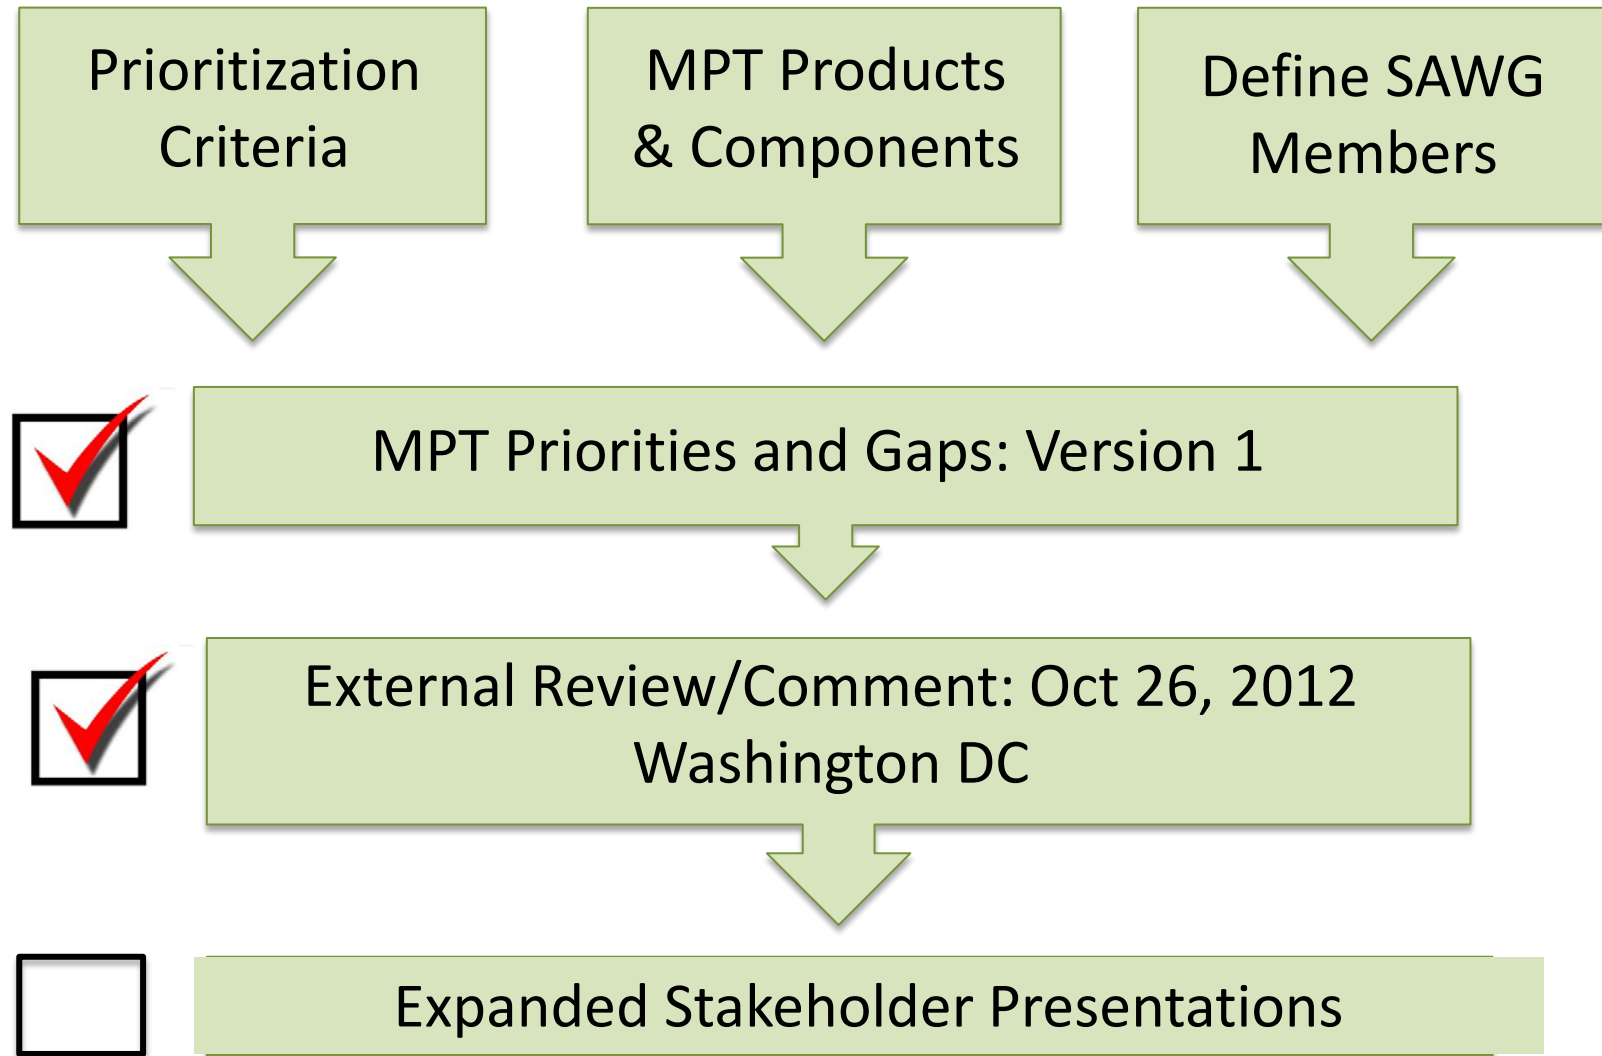 Prioritization
Criteria
MPT Products
& Components
Define SAWG
Members
MPT Priorities and Gaps: Version 1
External Review/Comment: Oct 26, 2012
Washington DC
Expanded Stakeholder Presentations